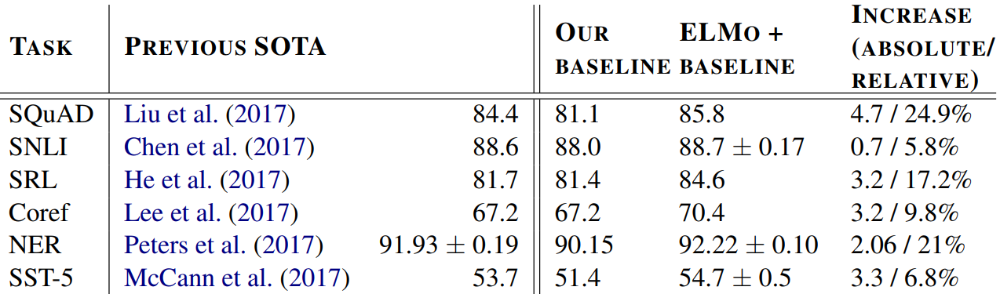 TASK PREVIOUS SOTA OUR BASELINE ELMO + BASELINE INCREASE (ABSOLUTE/ RELATIVE)
SQuAD Liu et al. (2017) 84.4 81.1 85.8 4.7 / 24.9%
SNLI Chen et al. (2017) 88.6 88.0 88.7 ± 0.17 0.7 / 5.8%
SRL He et al. (2017) 81.7 81.4 84.6 3.2 / 17.2%
Coref Lee et al. (2017) 67.2 67.2 70.4 3.2 / 9.8%
NER Peters et al. (2017) 91.93 ± 0.19 90.15 92.22 ± 0.10 2.06 / 21%
SST-5 McCann et al. (2017) 53.7 51.4 54.7 ± 0.5 3.3 / 6.8%